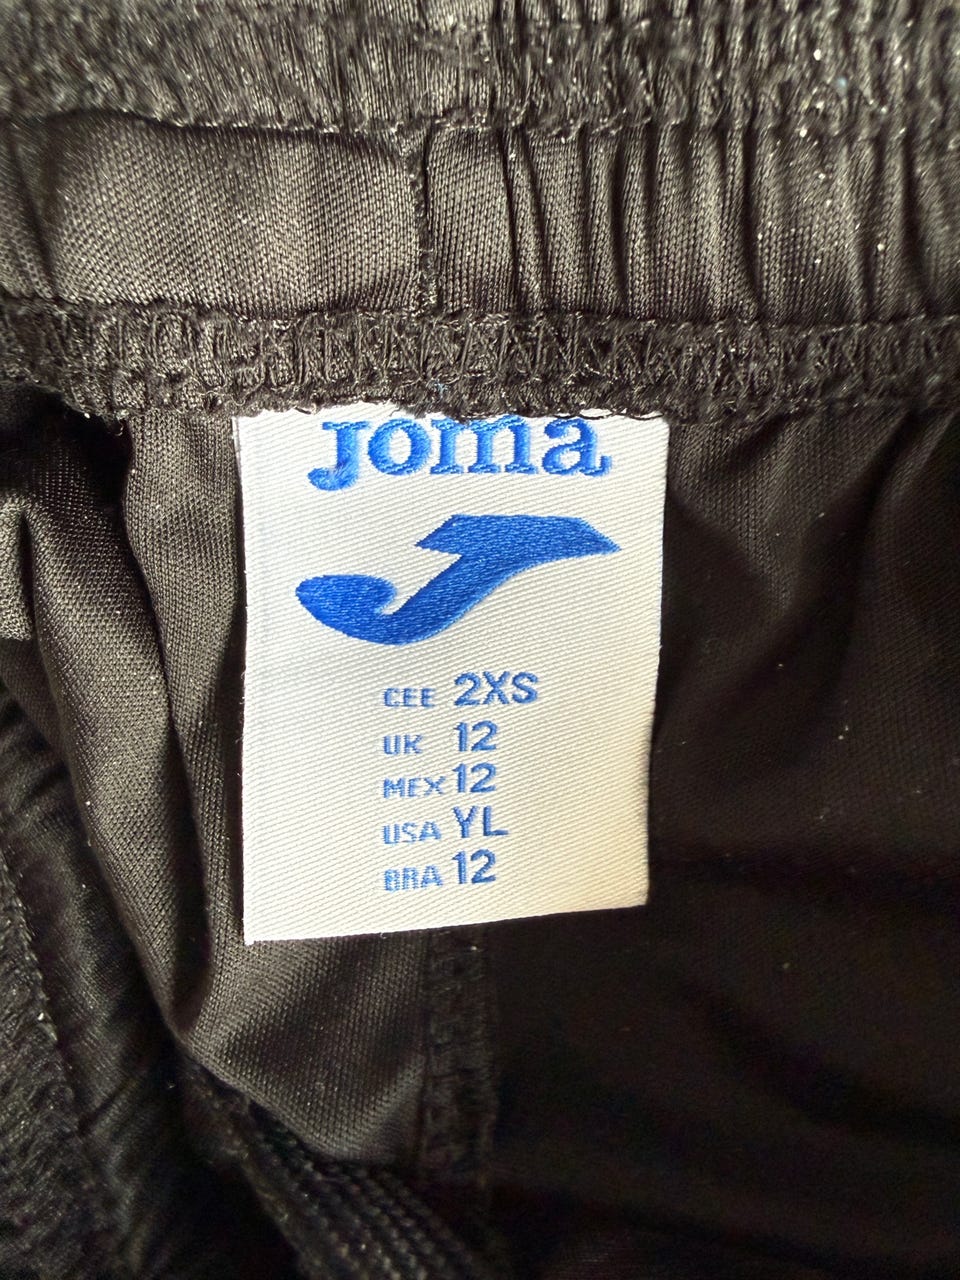 Joma
CEE 2XS
UK 12
MEX 12
USA YL
BRA 12